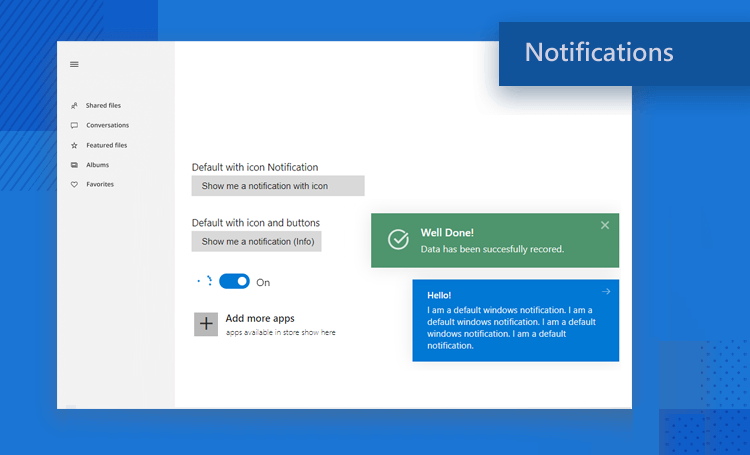 Notifications
Shared files
Conversations
Featured files
Albums
Favorites
Default with icon Notification
Show me a notification with icon
Default with icon and buttons
Show me a notification (Info)
On
Add more apps
apps available in store show here
Well Done!
Data has been succesfully recored.
Hello!
I am a default windows notification. I am a
default windows notification. I am a default
windows notification. I am a default
notification.